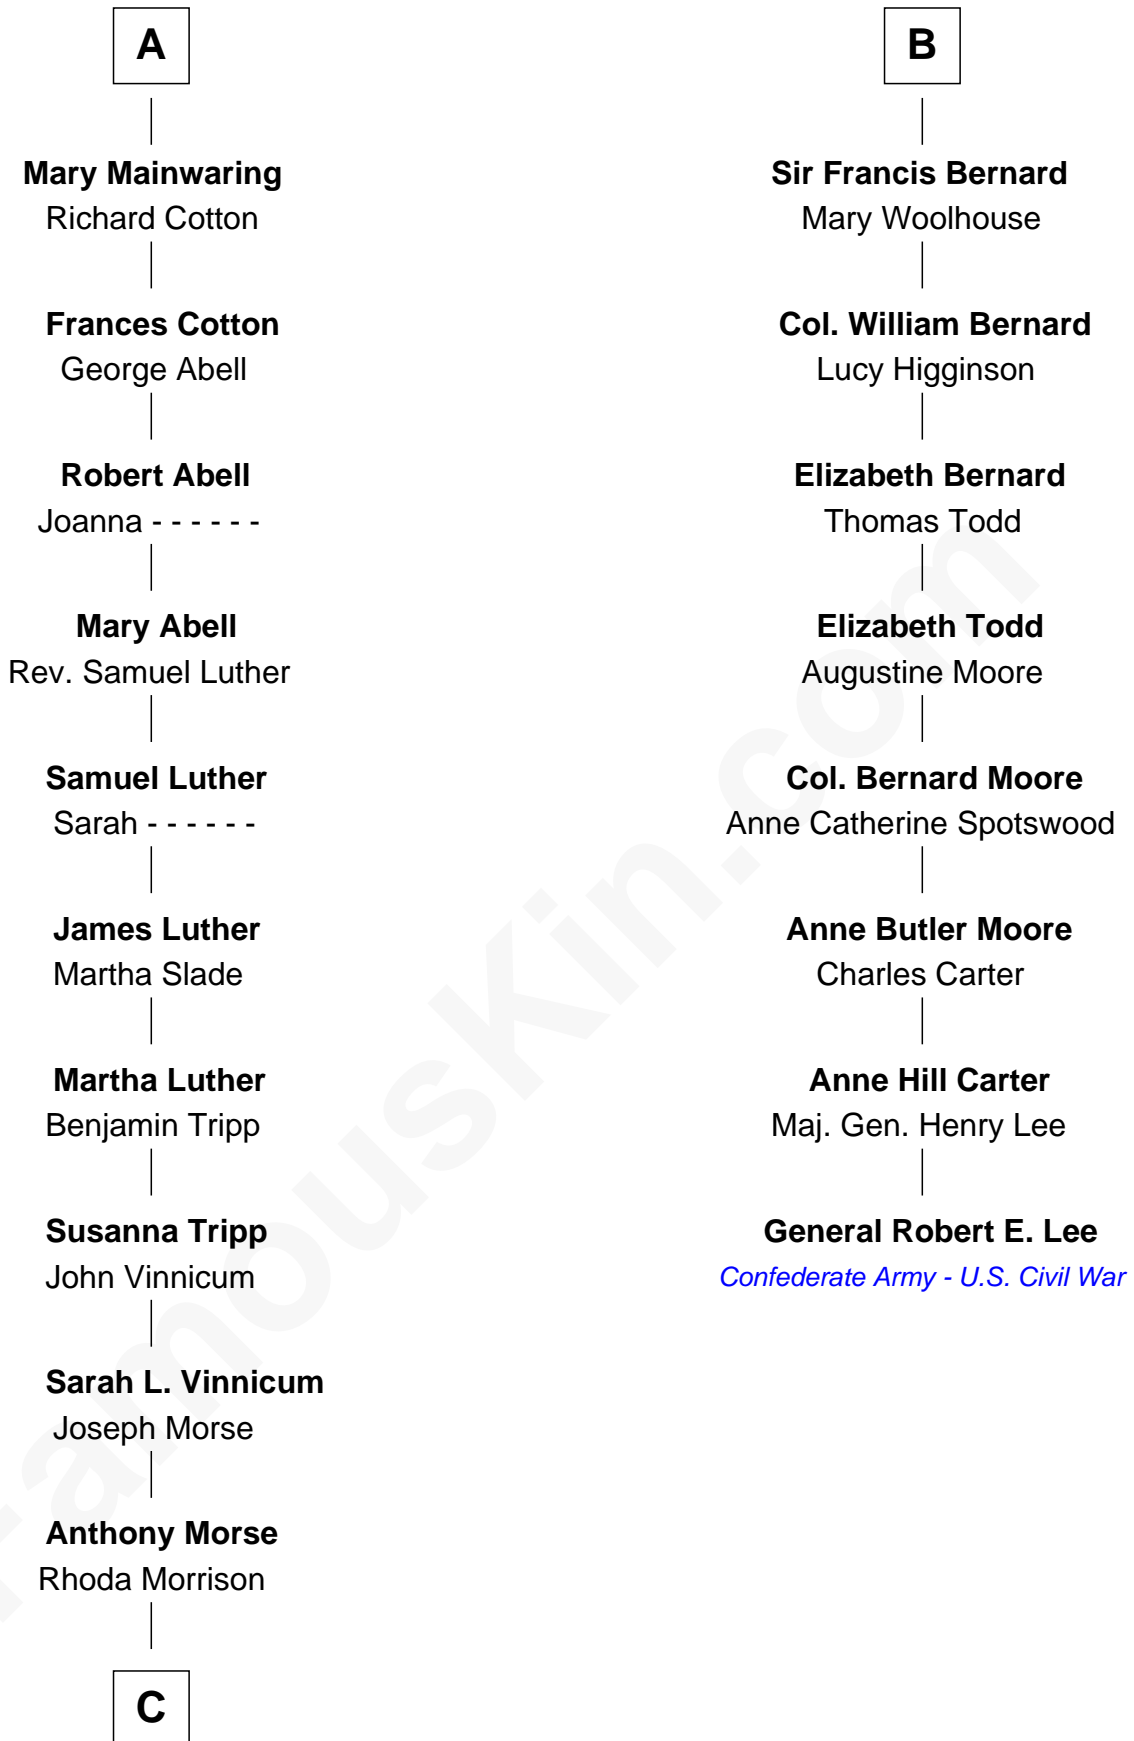 A
Mary Mainwaring
Richard Cotton
Frances Cotton
George Abell
Robert Abell
Joanna - - - - - -
Mary Abell
Rev. Samuel Luther
Samuel Luther
Sarah - - - - - -
James Luther
Martha Slade
Martha Luther
Benjamin Tripp
Susanna Tripp
John Vinnicum
Sarah L. Vinnicum
Joseph Morse
Anthony Morse
Rhoda Morrison
C
B
Sir Francis Bernard
Mary Woolhouse
Col. William Bernard
Lucy Higginson
Elizabeth Bernard
Thomas Todd
Elizabeth Todd
Augustine Moore
Col. Bernard Moore
Anne Catherine Spotswood
Anne Butler Moore
Charles Carter
Anne Hill Carter
Maj. Gen. Henry Lee
General Robert E. Lee
Confederate Army - U.S. Civil War
FamousKin.com